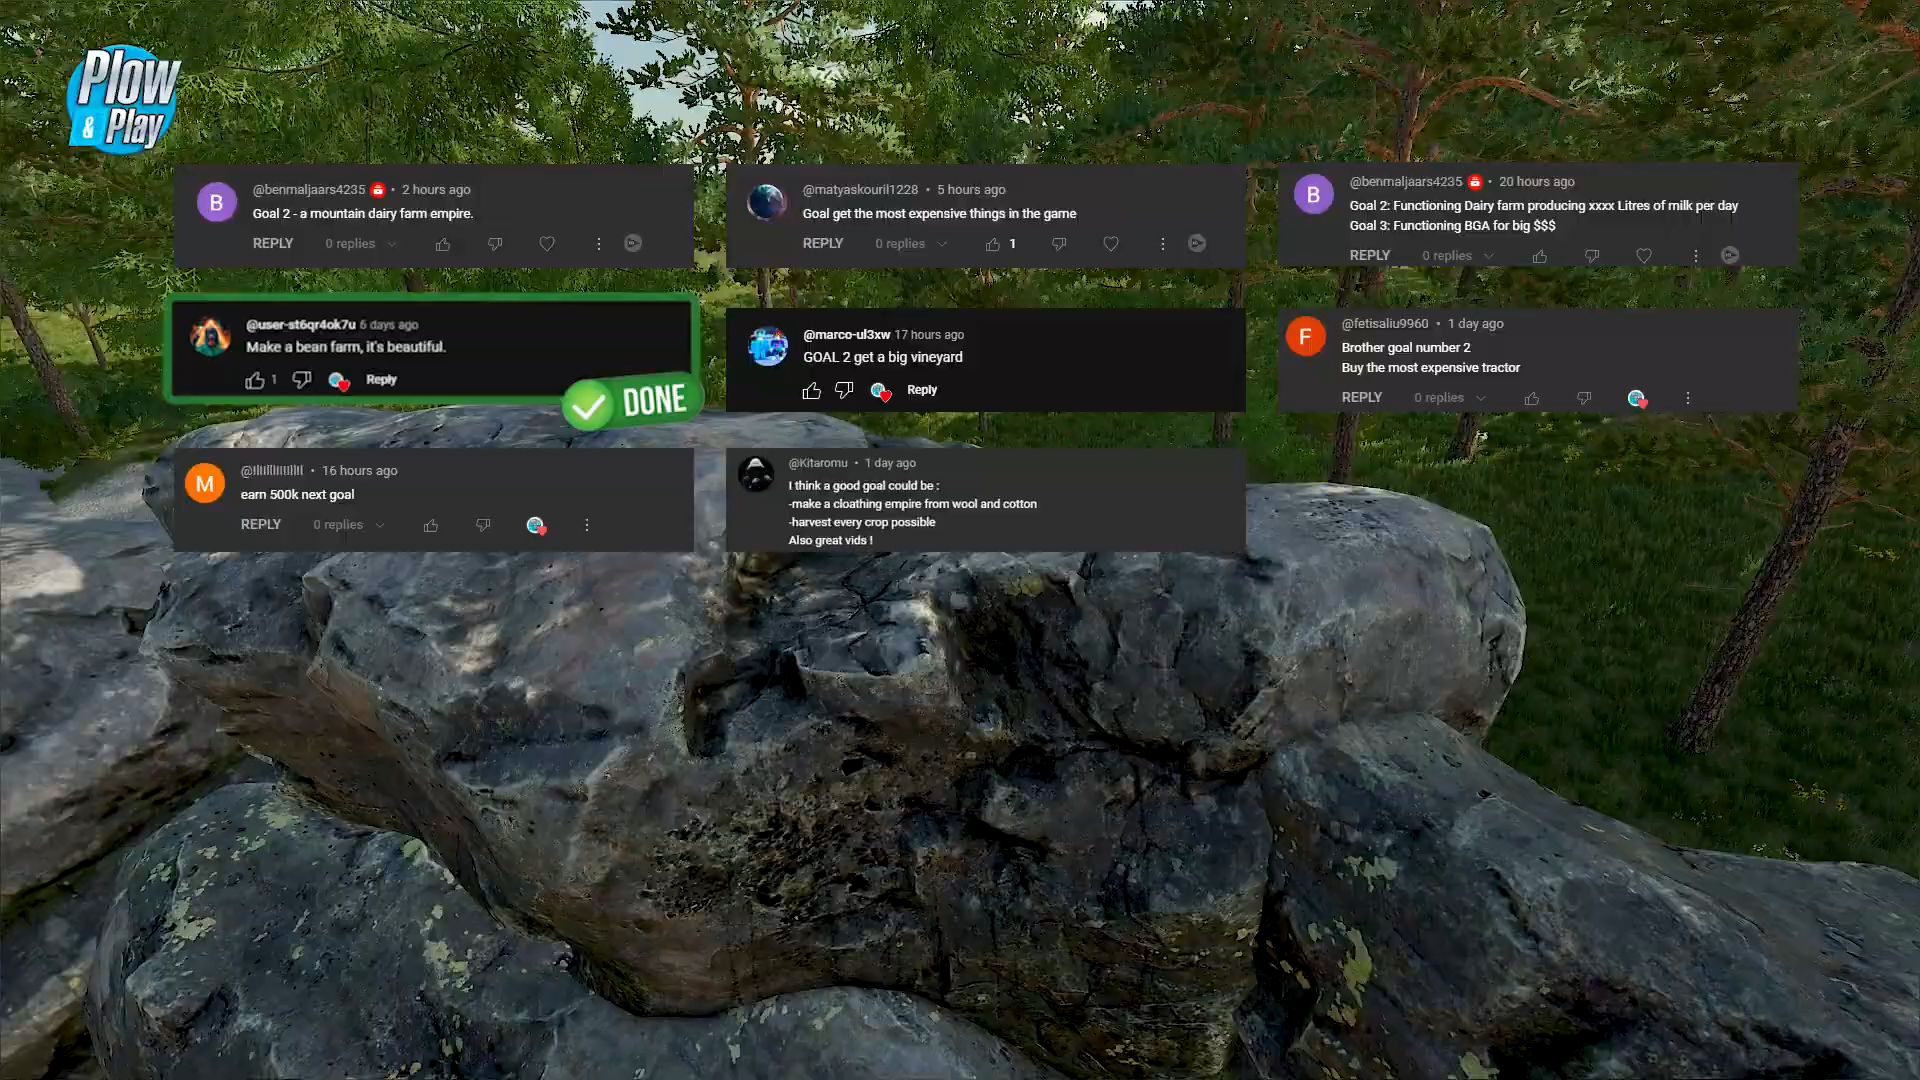 Plow
& Play
@benmaljaars4235 • 2 hours ago
Goal 2 - a mountain dairy farm empire.
REPLY 0 replies
@matyaskouril1228 • 5 hours ago
Goal get the most expensive things in the game
REPLY 0 replies 1
@benmaljaars4235 • 20 hours ago
Goal 2: Functioning Dairy farm producing xxxx Litres of milk per day
Goal 3: Functioning BGA for big $$$
REPLY 0 replies
@user-st6qr4ok7u 6 days ago
Make a bean farm, it's beautiful.
1 Reply
DONE
@marco-ul3xw 17 hours ago
GOAL 2 get a big vineyard
Reply
@fetisaliu9960 • 1 day ago
Brother goal number 2
Buy the most expensive tractor
REPLY 0 replies
M
• 16 hours ago
earn 500k next goal
REPLY 0 replies
@Kitaromu • 1 day ago
I think a good goal could be :
-make a cloathing empire from wool and cotton
-harvest every crop possible
Also great vids !
B
B
F